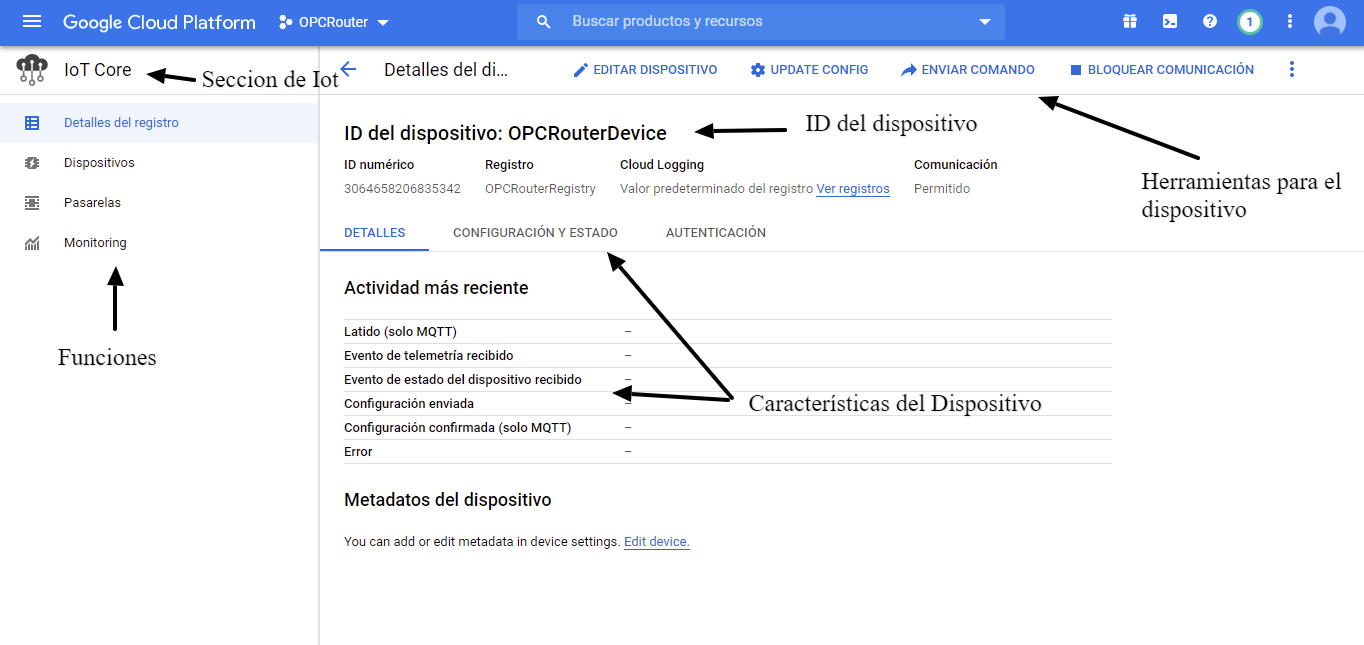 Google Cloud Platform
OPCRouter
Buscar productos y recursos
1
IoT Core
Seccion de Iot
Detalles del di...
EDITAR DISPOSITIVO
UPDATE CONFIG
ENVIAR COMANDO
BLOQUEAR COMUNICACIÓN
Detalles del registro
Dispositivos
Pasarelas
Monitoring
Funciones
ID del dispositivo: OPCRouterDevice
ID del dispositivo
Herramientas para el
dispositivo
ID numérico
Registro
Cloud Logging
Comunicación
3064658206835342
OPCRouterRegistry
Valor predeterminado del registro Ver registros
Permitido
DETALLES
CONFIGURACIÓN Y ESTADO
AUTENTICACIÓN
Actividad más reciente
Latido (solo MQTT) –
Evento de telemetría recibido –
Evento de estado del dispositivo recibido –
Configuración enviada –
Configuración confirmada (solo MQTT) –
Error –
Características del Dispositivo
Metadatos del dispositivo
You can add or edit metadata in device settings. Edit device.